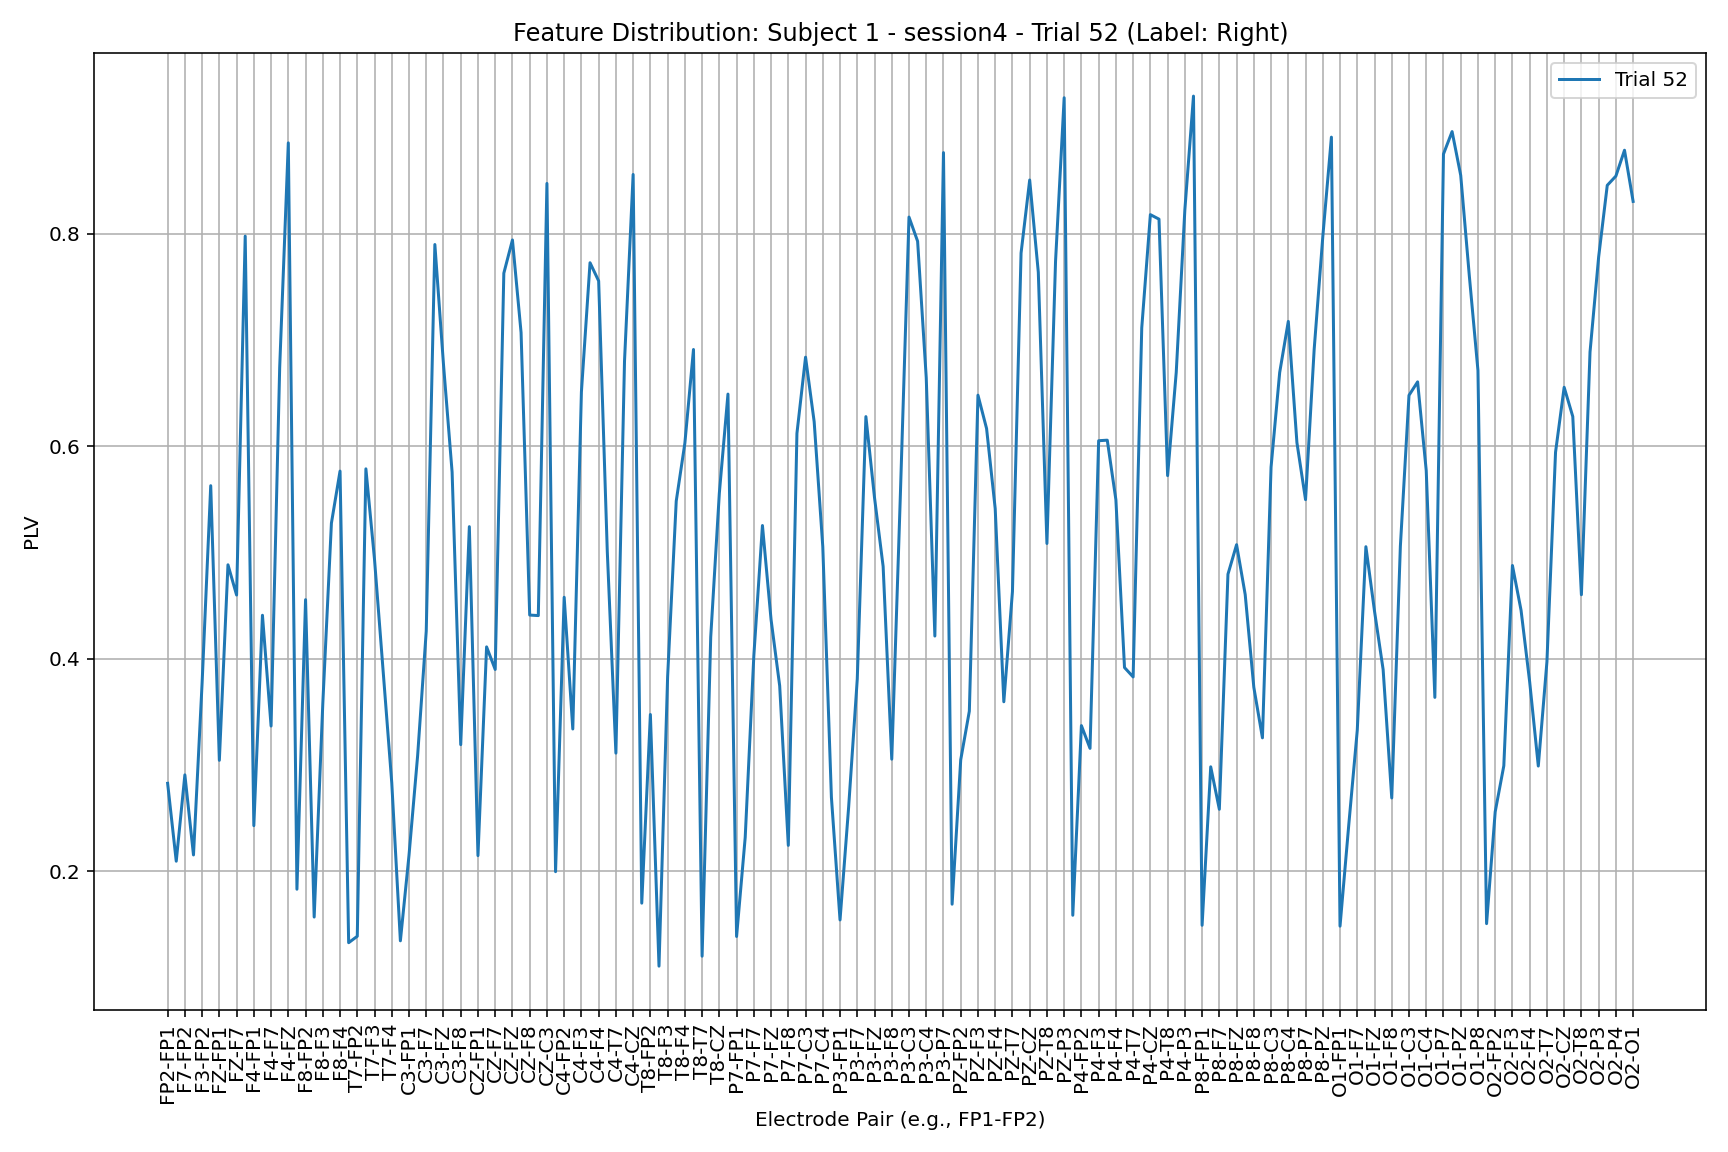 Feature Distribution: Subject 1 - session4 - Trial 52 (Label: Right)
Trial 52
PLV
0.8
0.6
0.4
0.2
FP2-FP1
F7-FP2
F3-FP2
FZ-FP1
FZ-F7
F4-FP1
F4-F7
F4-FZ
F8-FP2
F8-F3
F8-F4
T7-FP2
T7-F3
T7-F4
C3-FP1
C3-F7
C3-FZ
C3-F8
CZ-FP1
CZ-F7
CZ-FZ
CZ-F8
CZ-C3
C4-FP2
C4-F3
C4-F4
C4-T7
C4-CZ
T8-FP2
T8-F3
T8-F4
T8-T7
T8-CZ
P7-FP1
P7-F7
P7-FZ
P7-F8
P7-C3
P7-C4
P3-FP1
P3-F7
P3-FZ
P3-F8
P3-C3
P3-C4
P3-P7
PZ-FP2
PZ-F3
PZ-F4
PZ-T7
PZ-CZ
PZ-T8
PZ-P3
P4-FP2
P4-F3
P4-F4
P4-T7
P4-CZ
P4-T8
P4-P3
P8-FP1
P8-F7
P8-FZ
P8-F8
P8-C3
P8-C4
P8-P7
P8-PZ
O1-FP1
O1-F7
O1-FZ
O1-F8
O1-C3
O1-C4
O1-P7
O1-PZ
O1-P8
O2-FP2
O2-F3
O2-F4
O2-T7
O2-CZ
O2-T8
O2-P3
O2-P4
O2-O1
Electrode Pair (e.g., FP1-FP2)